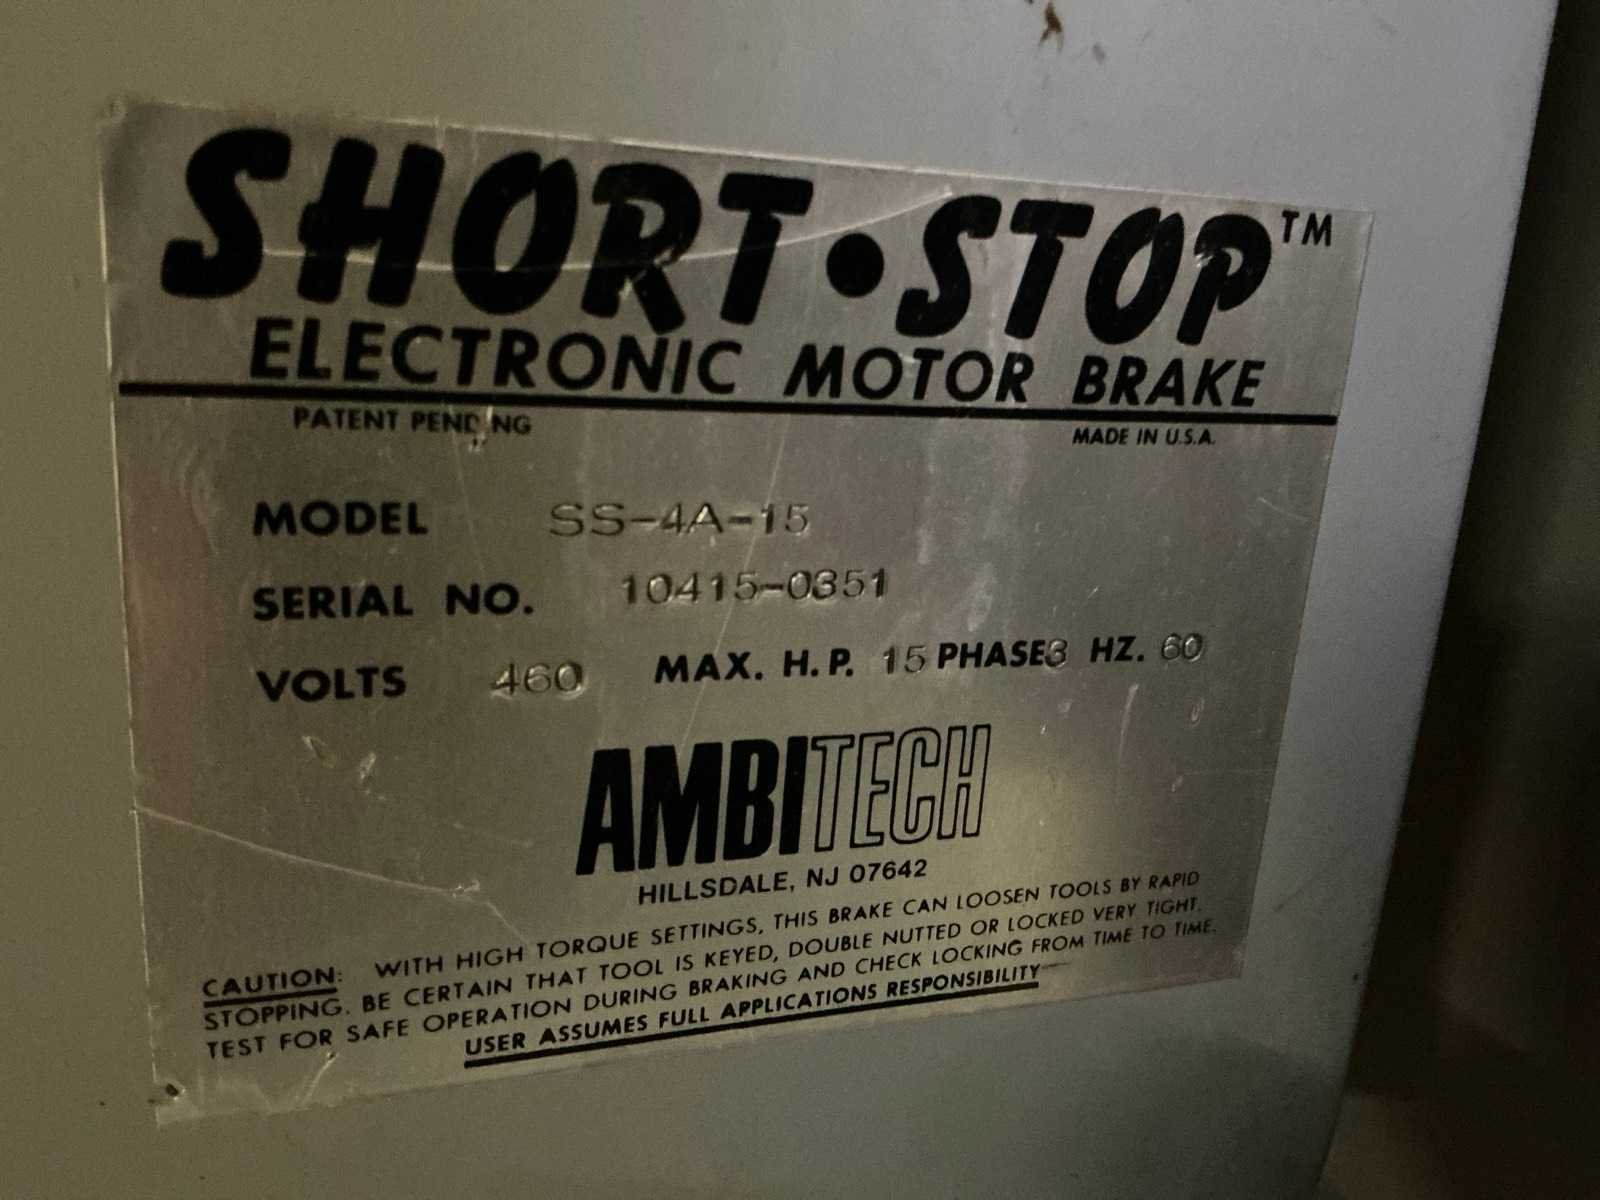 SHORT•STOP™
ELECTRONIC MOTOR BRAKE
PATENT PENDING MADE IN U.S.A.
MODEL SS-4A-15
SERIAL NO. 10415-0351
VOLTS 460 MAX. H.P. 15 PHASE 3 HZ. 60
AMBITECH
HILLSDALE, NJ 07642
CAUTION: WITH HIGH TORQUE SETTINGS, THIS BRAKE CAN LOOSEN TOOLS BY RAPID
STOPPING. BE CERTAIN THAT TOOL IS KEYED, DOUBLE NUTTED OR LOCKED VERY TIGHT.
TEST FOR SAFE OPERATION DURING BRAKING AND CHECK LOCKING FROM TIME TO TIME.
USER ASSUMES FULL APPLICATIONS RESPONSIBILITY